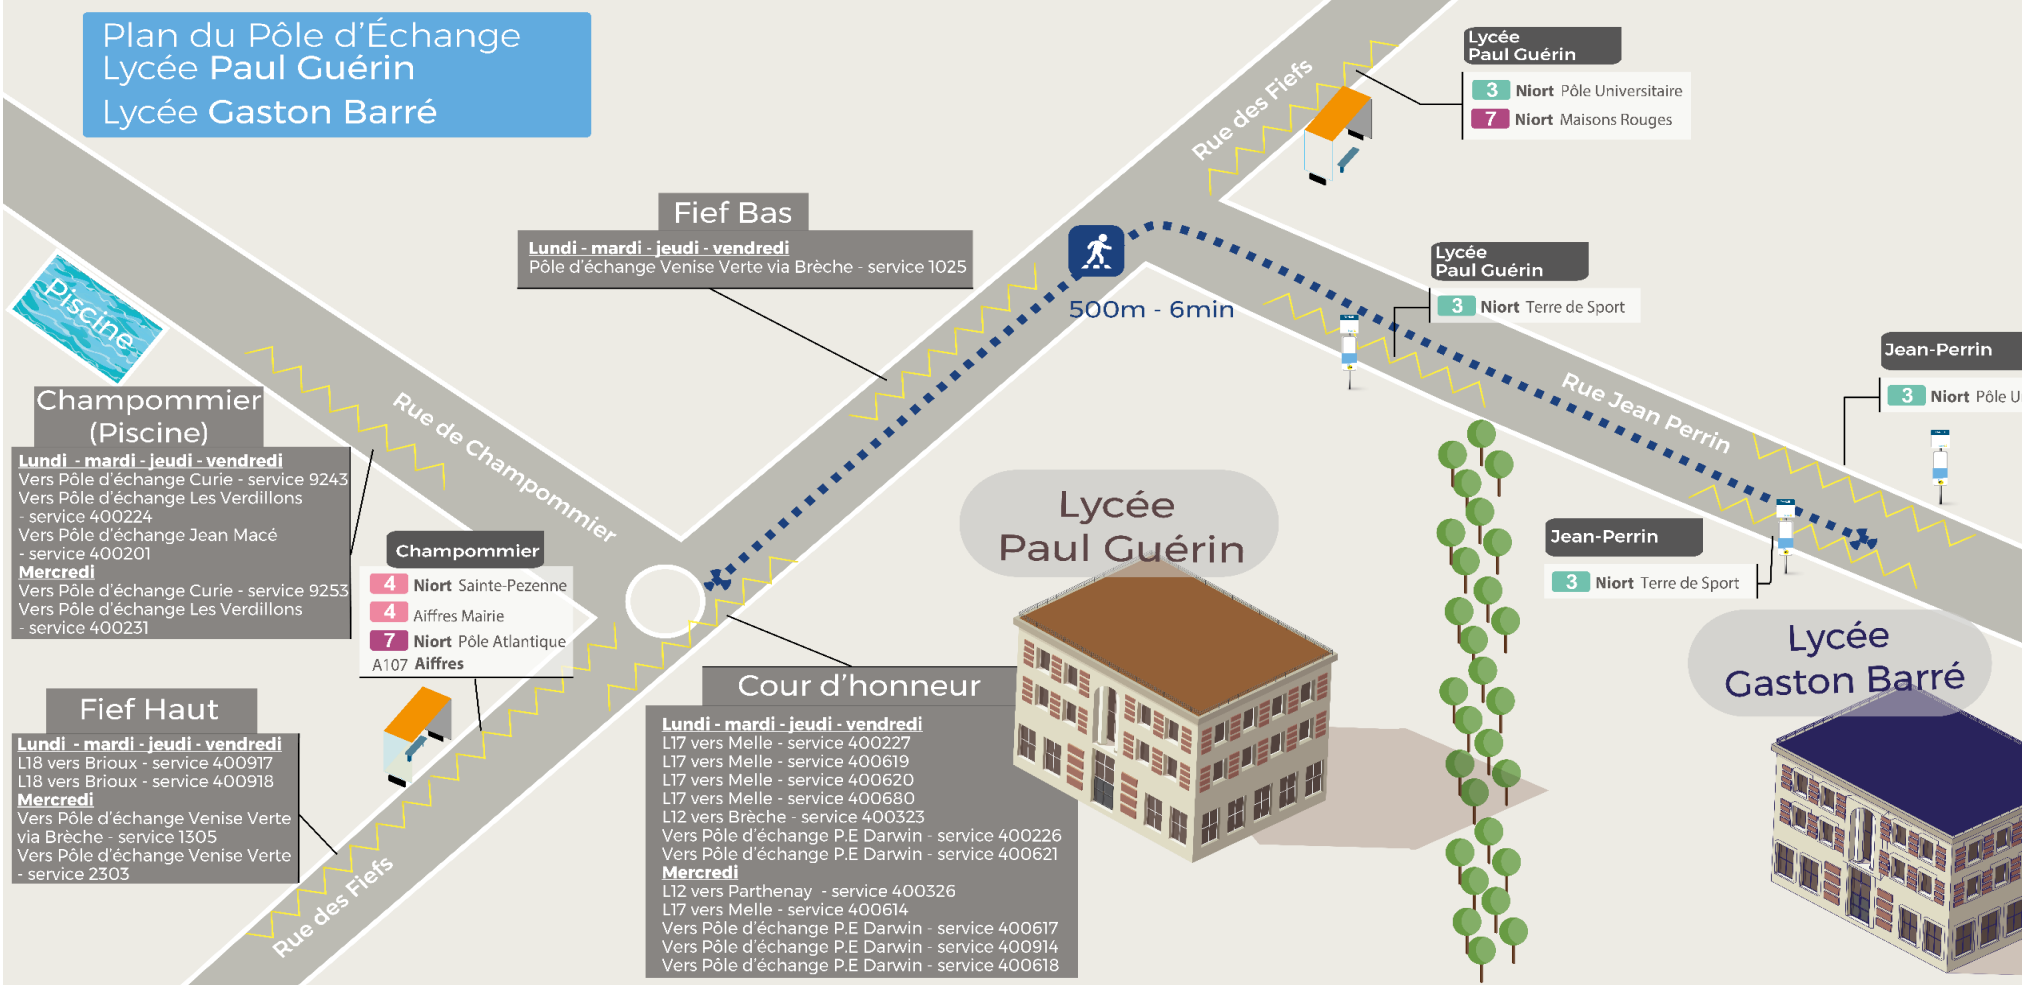 Plan du Pôle d'Échange
Lycée Paul Guérin
Lycée Gaston Barré
Lycée
Paul Guérin
3 Niort Pôle Universitaire
7 Niort Maisons Rouges
Rue des Fiefs
Fief Bas
Lundi - mardi - jeudi - vendredi
Pôle d'échange Venise Verte via Brèche - service 1025
500m - 6min
Lycée
Paul Guérin
3 Niort Terre de Sport
Piscine
Jean-Perrin
3 Niort Pôle U
Rue Jean Perrin
Rue de Champommier
Champommier
(Piscine)
Lundi - mardi - jeudi - vendredi
Vers Pôle d'échange Curie - service 9243
Vers Pôle d'échange Les Verdillons
- service 400224
Vers Pôle d'échange Jean Macé
- service 400201
Mercredi
Vers Pôle d'échange Curie - service 9253
Vers Pôle d'échange Les Verdillons
- service 400231
Champommier
4 Niort Sainte-Pezenne
4 Aiffres Mairie
7 Niort Pôle Atlantique
A107 Aiffres
Lycée
Paul Guérin
Jean-Perrin
3 Niort Terre de Sport
Lycée
Gaston Barré
Fief Haut
Lundi - mardi - jeudi - vendredi
L18 vers Brioux - service 400917
L18 vers Brioux - service 400918
Mercredi
Vers Pôle d'échange Venise Verte
via Brèche - service 1305
Vers Pôle d'échange Venise Verte
- service 2303
Rue des Fiefs
Cour d'honneur
Lundi - mardi - jeudi - vendredi
L17 vers Melle - service 400227
L17 vers Melle - service 400619
L17 vers Melle - service 400620
L17 vers Melle - service 400680
L12 vers Brèche - service 400323
Vers Pôle d'échange P.E Darwin - service 400226
Vers Pôle d'échange P.E Darwin - service 400621
Mercredi
L12 vers Parthenay - service 400326
L17 vers Melle - service 400614
Vers Pôle d'échange P.E Darwin - service 400617
Vers Pôle d'échange P.E Darwin - service 400914
Vers Pôle d'échange P.E Darwin - service 400618